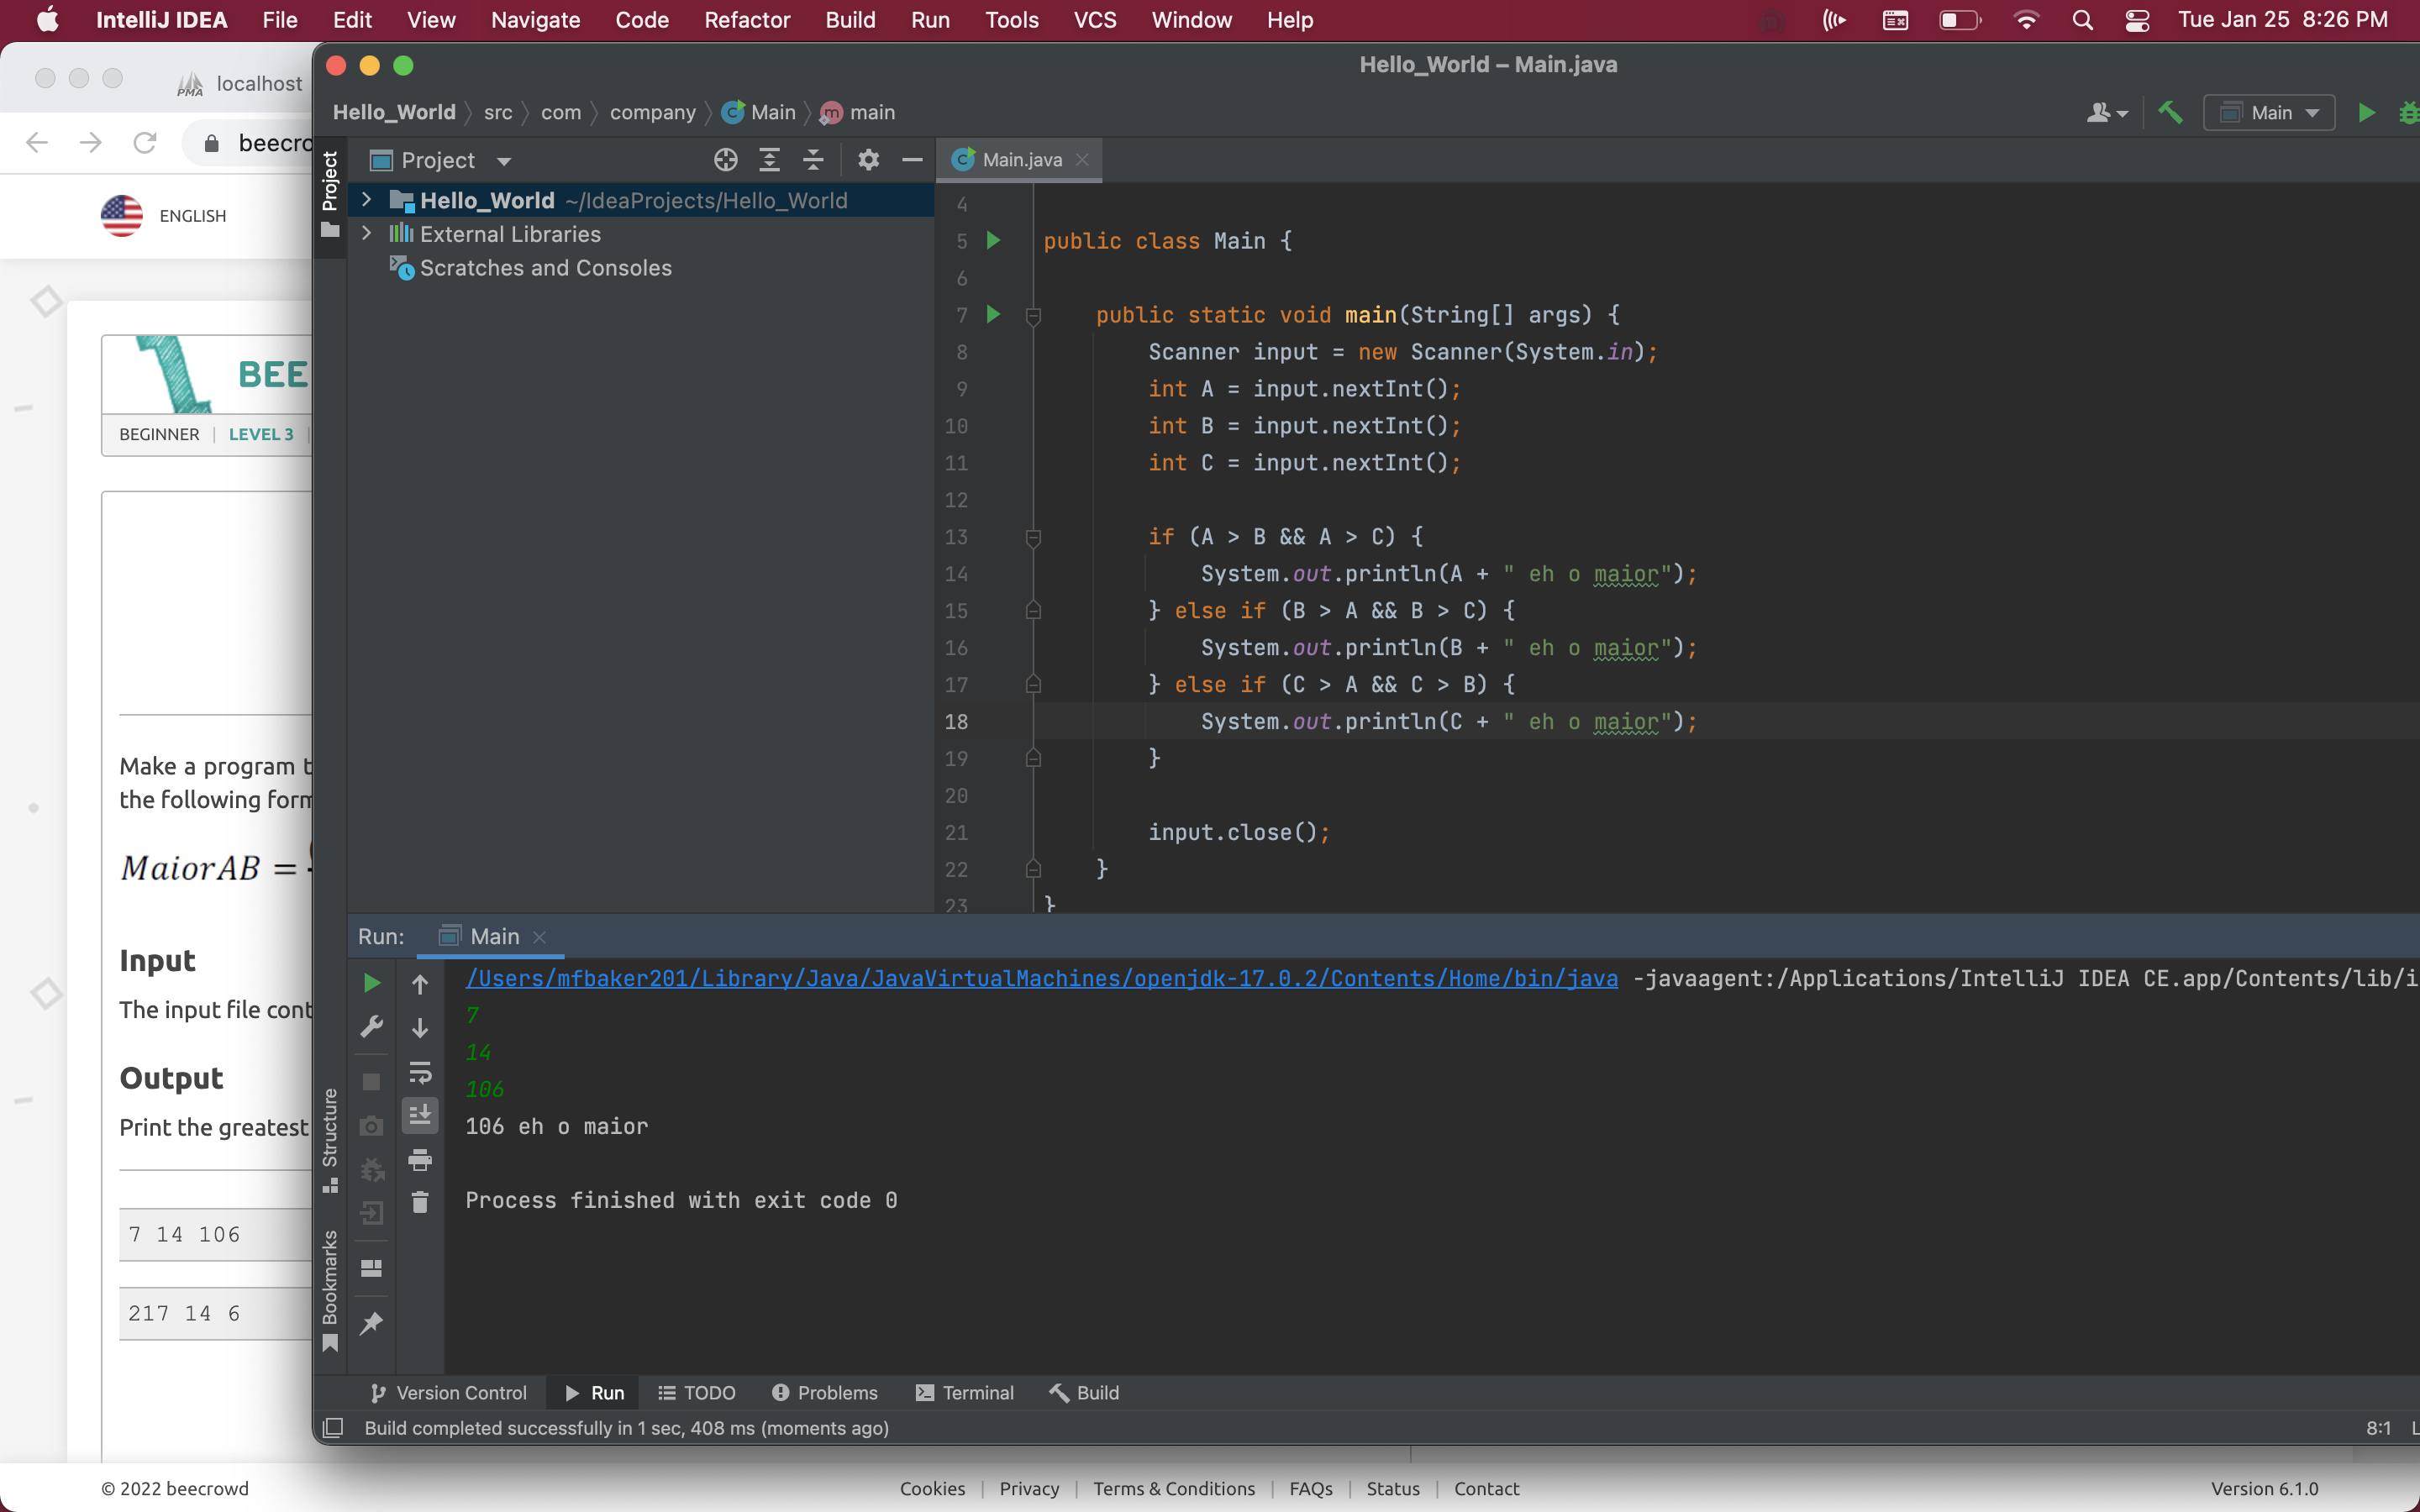 IntelliJ IDEA File Edit View Navigate Code Refactor Build Run Tools VCS Window Help Tue Jan 25 8:26 PM
Hello_World – Main.java
PMA localhost
Hello_World src com company Main main Main
beecro
Project Project Main.java
ENGLISH
Hello_World ~/IdeaProjects/Hello_World
External Libraries
Scratches and Consoles
4
5 public class Main {
6
7 public static void main(String[] args) {
8 Scanner input = new Scanner(System.in);
9 int A = input.nextInt();
10 int B = input.nextInt();
11 int C = input.nextInt();
12
13 if (A > B && A > C) {
14 System.out.println(A + " eh o maior");
15 } else if (B > A && B > C) {
16 System.out.println(B + " eh o maior");
17 } else if (C > A && C > B) {
18 System.out.println(C + " eh o maior");
19 }
20
21 input.close();
22 }
23 }
BEE
BEGINNER | LEVEL 3 |
Make a program t
the following form
MaiorAB =
Input
The input file cont
Output
Print the greatest
7 14 106
217 14 6
Run: Main
/Users/mfbaker201/Library/Java/JavaVirtualMachines/openjdk-17.0.2/Contents/Home/bin/java -javaagent:/Applications/IntelliJ IDEA CE.app/Contents/lib/i
7
14
106
106 eh o maior
Process finished with exit code 0
Structure
Bookmarks
Version Control Run TODO Problems Terminal Build
Build completed successfully in 1 sec, 408 ms (moments ago) 8:1 L
© 2022 beecrowd Cookies | Privacy | Terms & Conditions | FAQs | Status | Contact Version 6.1.0